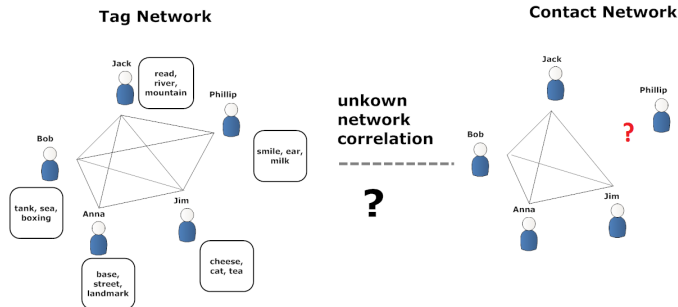 Tag Network
Contact Network
Jack
read,
river,
mountain
Phillip
smile, ear,
milk
Bob
tank, sea,
boxing
Anna
base,
street,
landmark
Jim
cheese,
cat, tea
unkown
network
correlation
?
Jack
Phillip
?
Bob
Anna
Jim